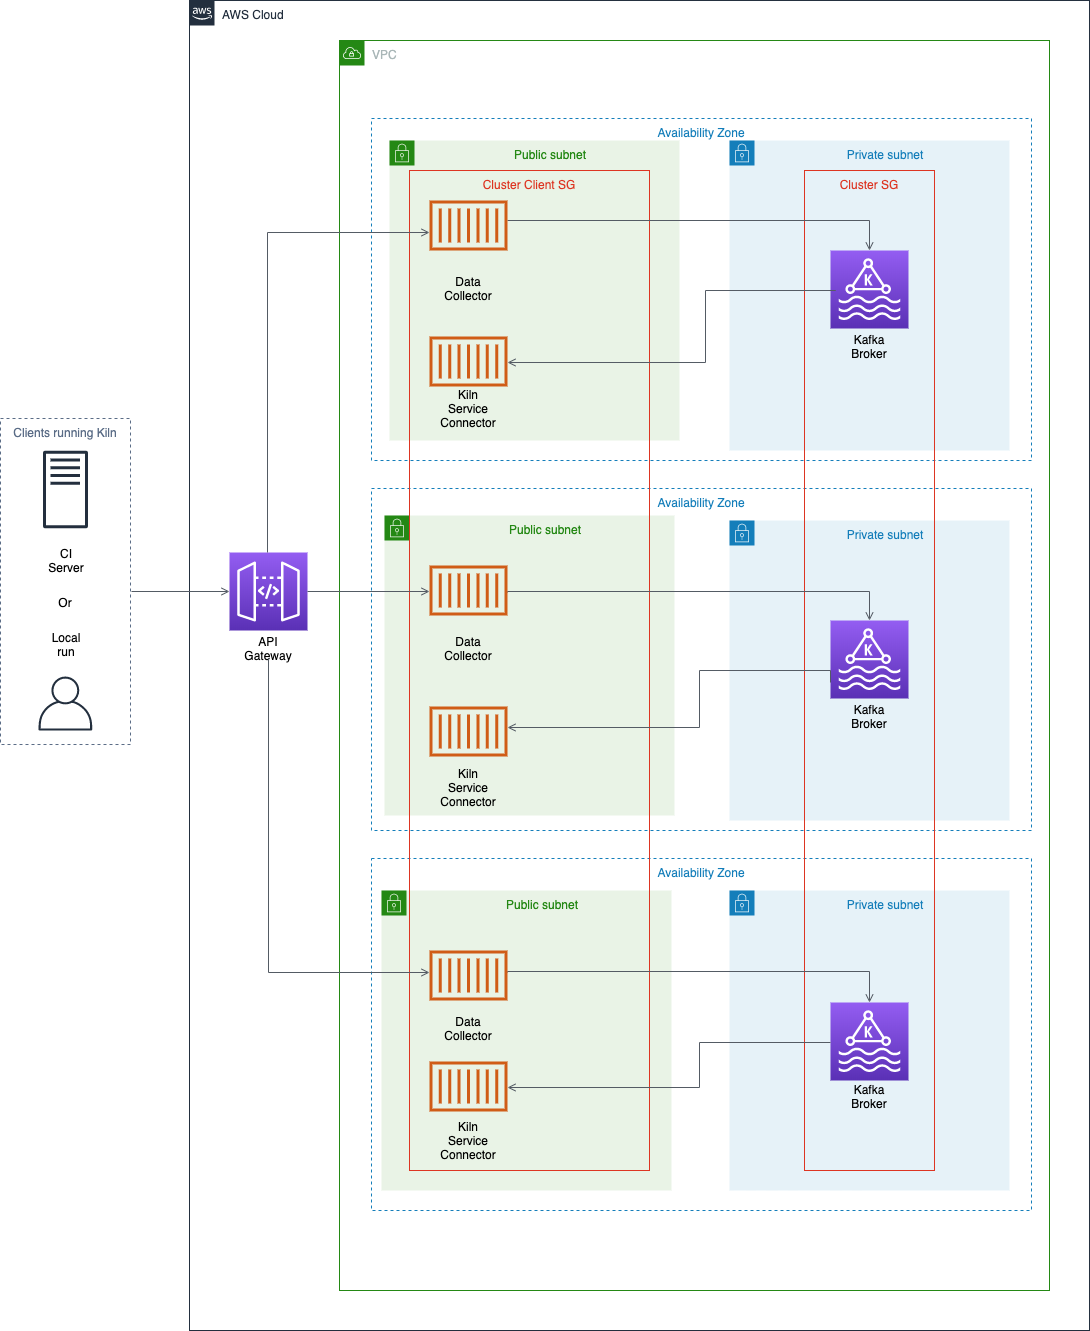 aws
AWS Cloud
VPC
Availability Zone
Public subnet
Private subnet
Cluster Client SG
Cluster SG
Data
Collector
K
Kafka
Broker
Kiln
Service
Connector
Clients running Kiln
CI
Server
Or
Local
run
</>
API
Gateway
Availability Zone
Public subnet
Private subnet
Data
Collector
K
Kafka
Broker
Kiln
Service
Connector
Availability Zone
Public subnet
Private subnet
Data
Collector
K
Kafka
Broker
Kiln
Service
Connector